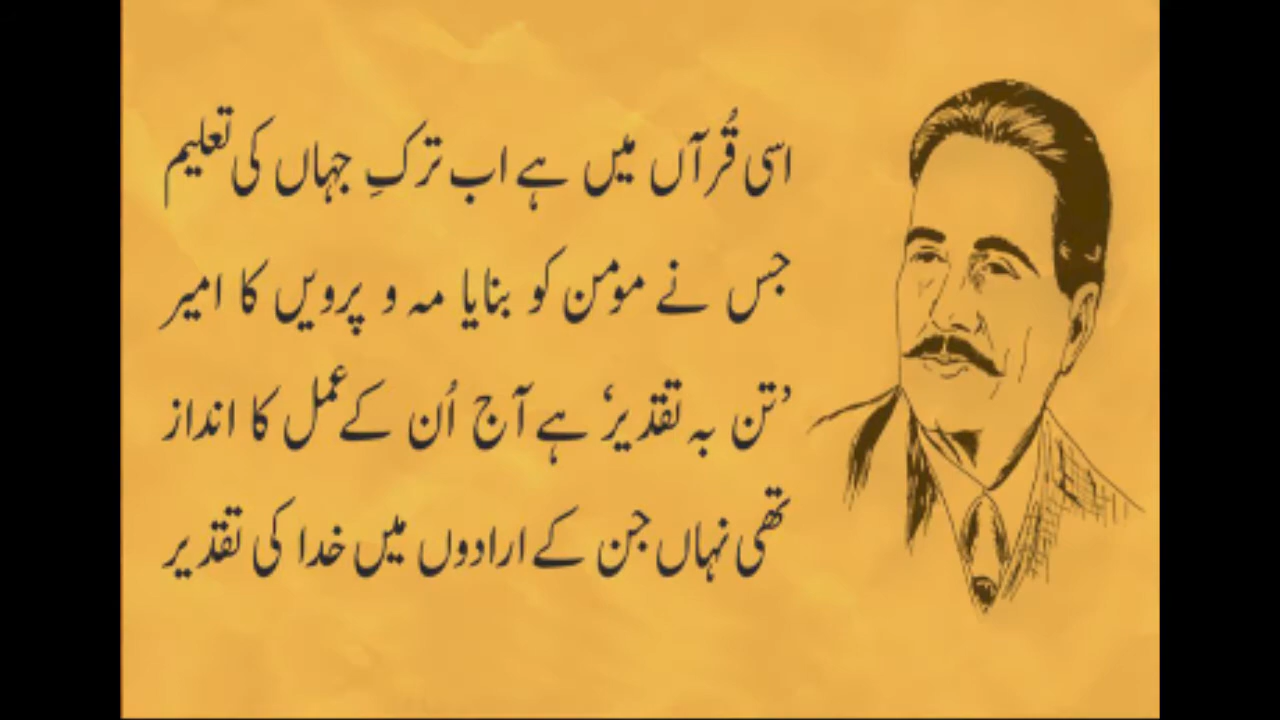 اسی قُرآں میں ہے اب ترکِ جہاں کی تعلیم
جس نے مومن کو بنایا مہ و پرویں کا امیر
’تن بہ تقدیر‘ ہے آج اُن کے عمل کا انداز
تھی نہاں جن کے ارادوں میں خدا کی تقدیر